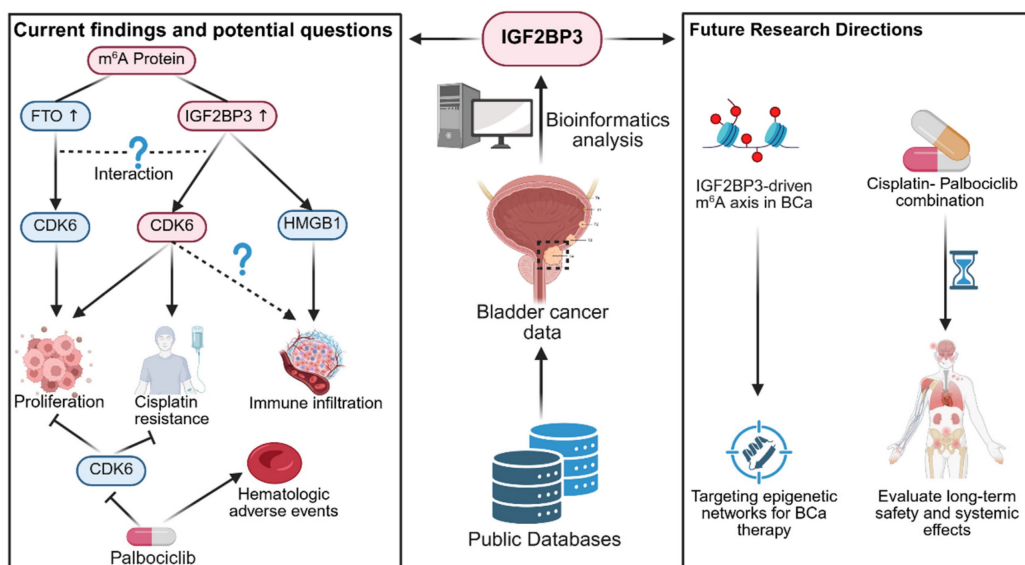 Current findings and potential questions
m⁶A Protein
FTO ↑
IGF2BP3 ↑
?
Interaction
CDK6
CDK6
HMGB1
?
Proliferation
Cisplatin
resistance
Immune infiltration
CDK6
Hematologic
adverse events
Palbociclib
IGF2BP3
Bioinformatics
analysis
Bladder cancer
data
Public Databases
Future Research Directions
IGF2BP3-driven
m⁶A axis in BCa
Cisplatin- Palbociclib
combination
Targeting epigenetic
networks for BCa
therapy
Evaluate long-term
safety and systemic
effects